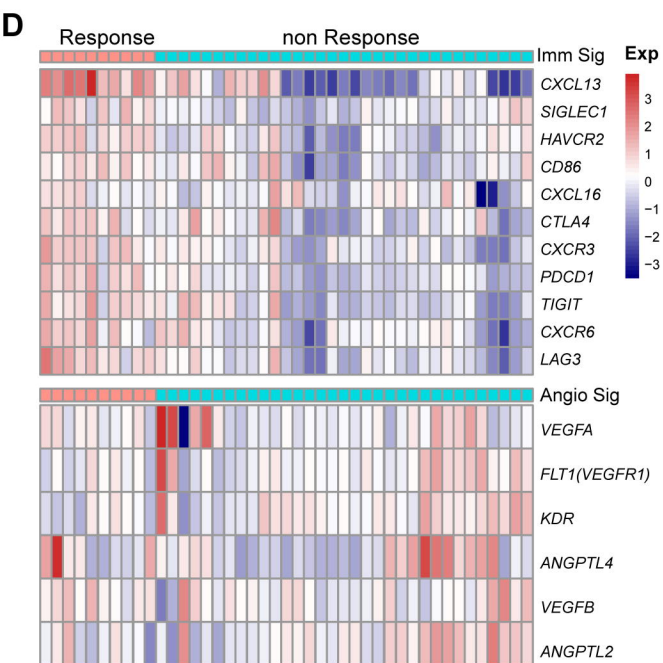 D
Response
non Response
Imm Sig
Exp
CXCL13
SIGLEC1
HAVCR2
CD86
CXCL16
CTLA4
CXCR3
PDCD1
TIGIT
CXCR6
LAG3
3
2
1
0
−1
−2
−3
Angio Sig
VEGFA
FLT1(VEGFR1)
KDR
ANGPTL4
VEGFB
ANGPTL2